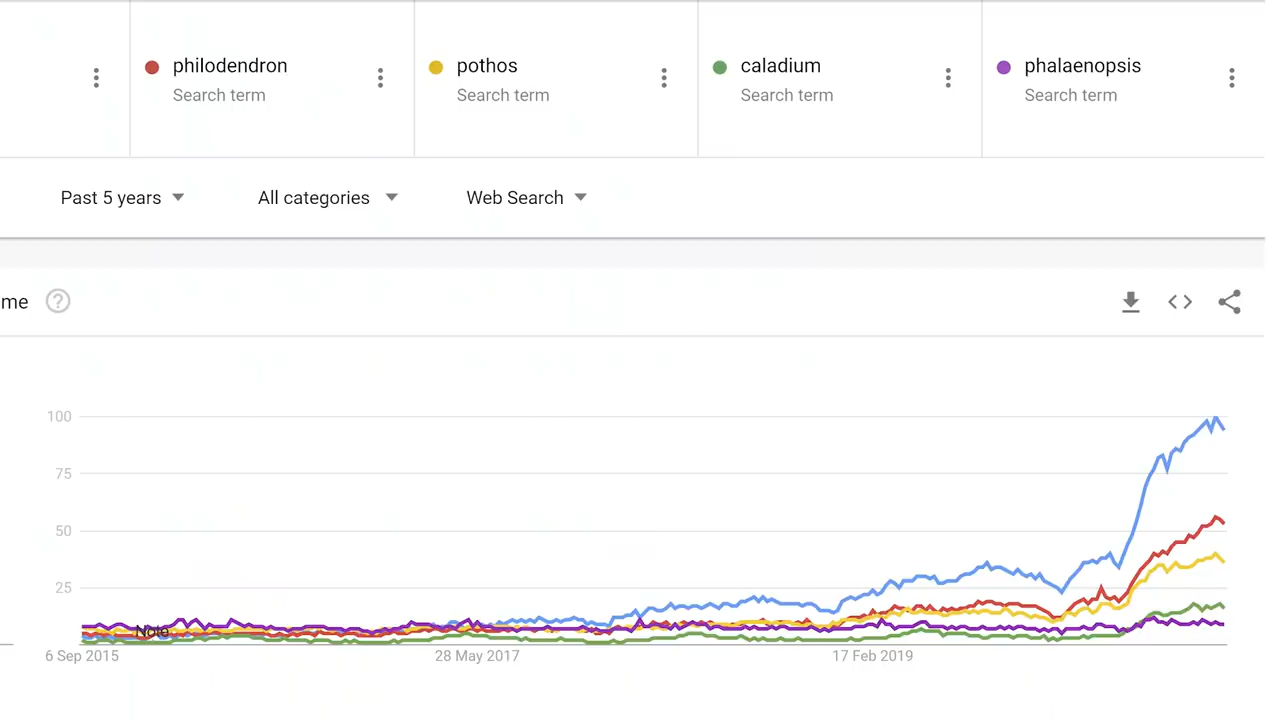 philodendron
Search term
pothos
Search term
caladium
Search term
phalaenopsis
Search term
Past 5 years
All categories
Web Search
me
?
100
75
50
25
Note
6 Sep 2015
28 May 2017
17 Feb 2019